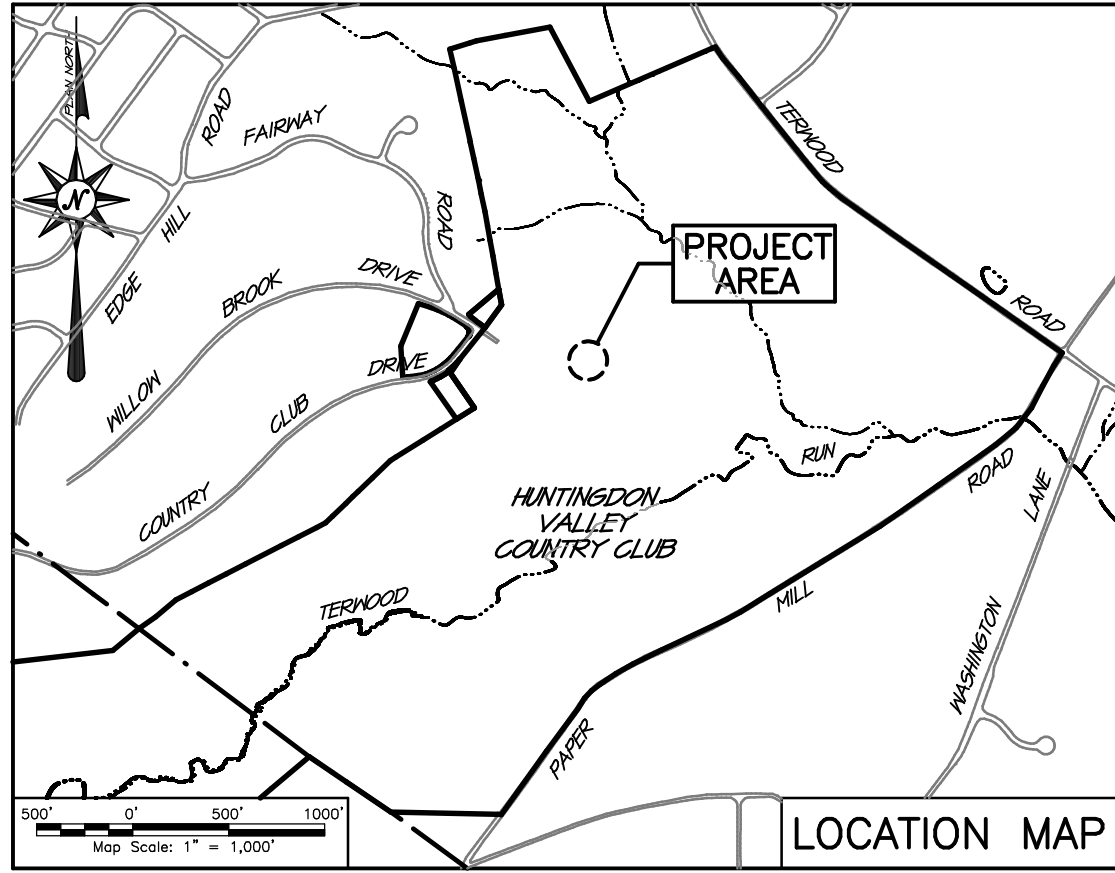 PLAN NORTH
N
ROAD
FAIRWAY
ROAD
HILL
EDGE
TERWOOD
ROAD
PROJECT
AREA
WILLOW
BROOK
DRIVE
COUNTRY
CLUB
DRIVE
RUN
ROAD
LANE
HUNTINGDON
VALLEY
COUNTRY CLUB
TERWOOD
MILL
WASHINGTON
PAPER
500' 0' 500' 1000'
Map Scale: 1" = 1,000'
LOCATION MAP